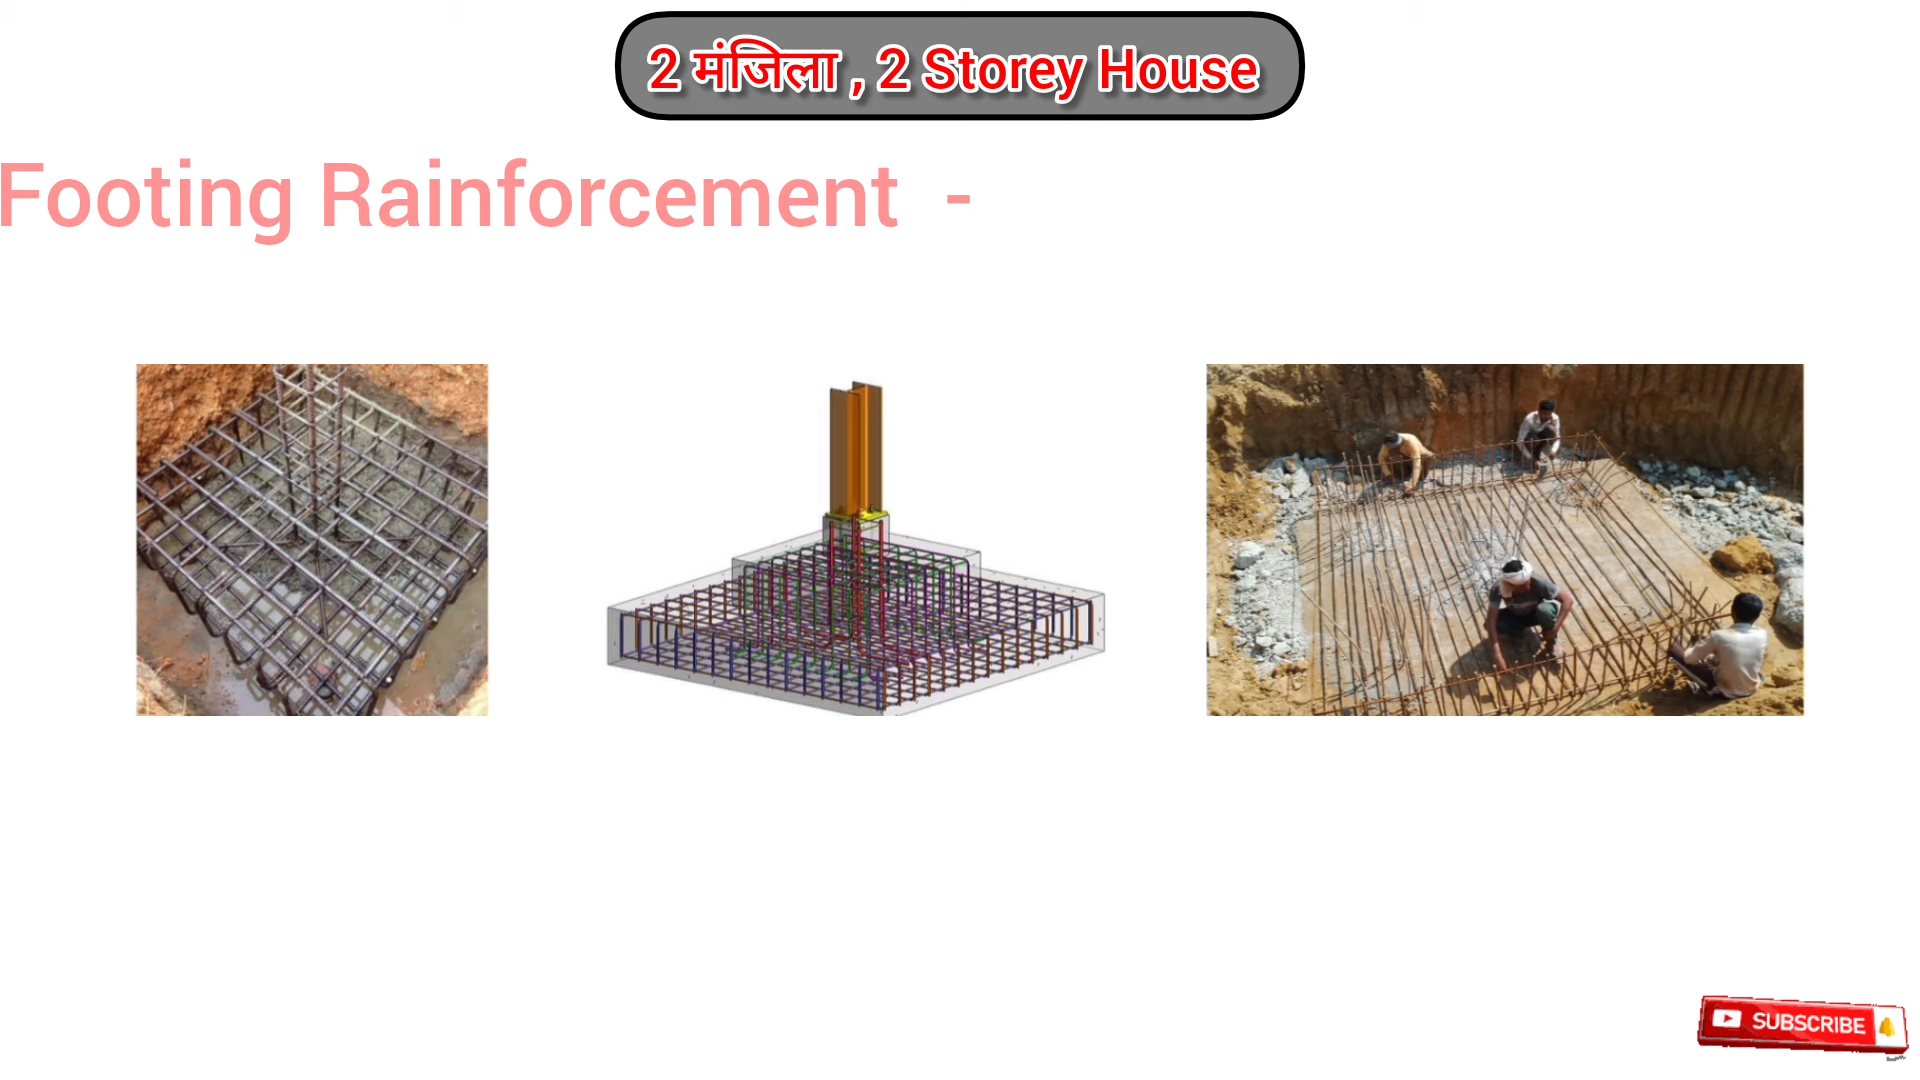 2 मंजिला , 2 Storey House
Footing Rainforcement -
SUBSCRIBE